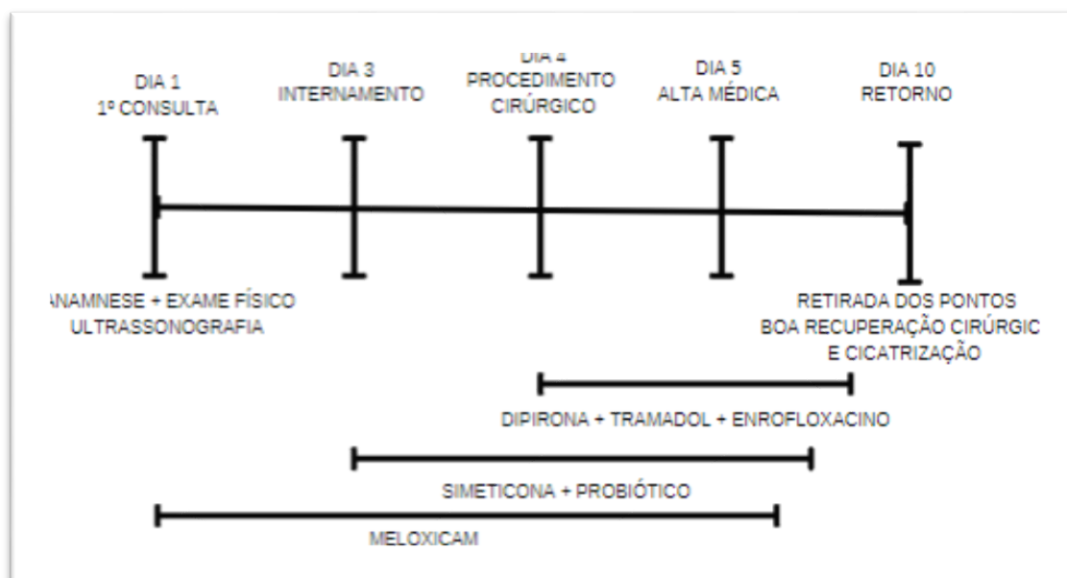 DIA 1
1º CONSULTA
DIA 3
INTERNAMENTO
DIA 4
PROCEDIMENTO
CIRÚRGICO
DIA 5
ALTA MÉDICA
DIA 10
RETORNO
ANAMNESE + EXAME FÍSICO
ULTRASSONOGRAFIA
RETIRADA DOS PONTOS
BOA RECUPERAÇÃO CIRÚRGIC
E CICATRIZAÇÃO
DIPIRONA + TRAMADOL + ENROFLOXACINO
SIMETICONA + PROBIÓTICO
MELOXICAM